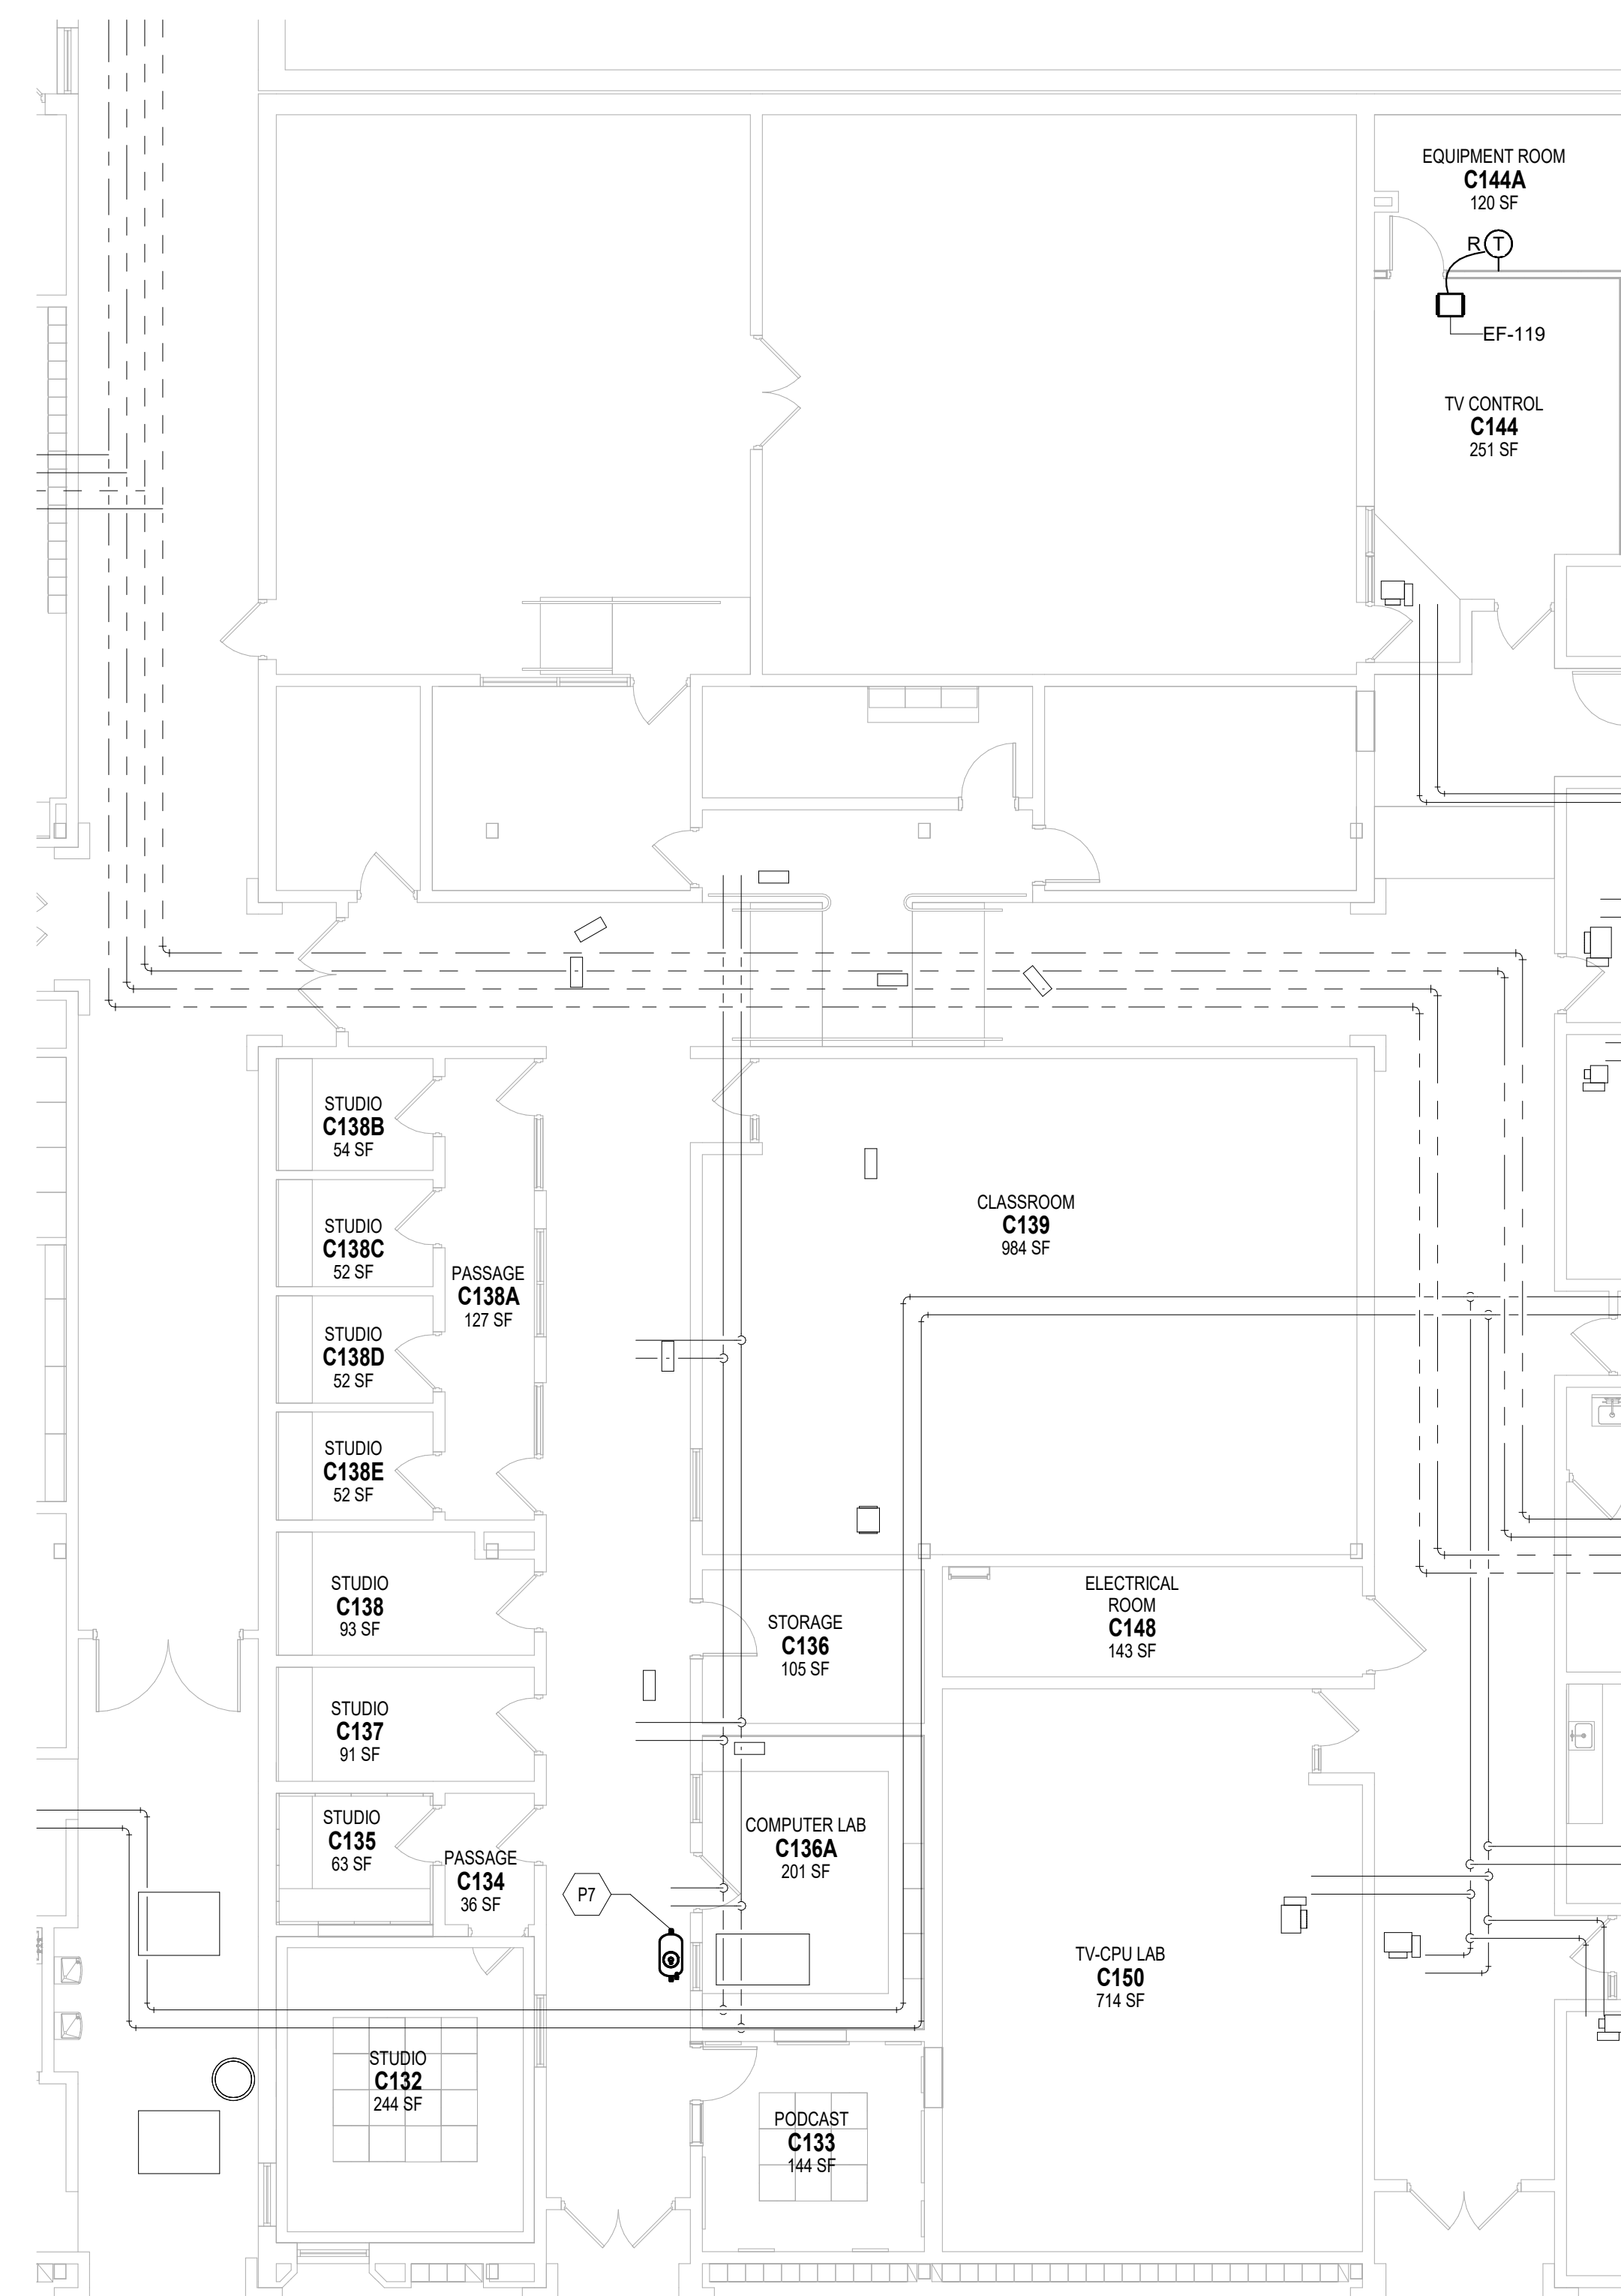 EQUIPMENT ROOM
C144A
120 SF
R T
EF-119
TV CONTROL
C144
251 SF
STUDIO
C138B
54 SF
CLASSROOM
C139
984 SF
STUDIO
C138C
52 SF
PASSAGE
C138A
127 SF
STUDIO
C138D
52 SF
STUDIO
C138E
52 SF
STUDIO
C138
93 SF
ELECTRICAL
ROOM
C148
143 SF
STORAGE
C136
105 SF
STUDIO
C137
91 SF
STUDIO
C135
63 SF
PASSAGE
C134
36 SF
COMPUTER LAB
C136A
201 SF
P7
TV-CPU LAB
C150
714 SF
STUDIO
C132
244 SF
PODCAST
C133
144 SF